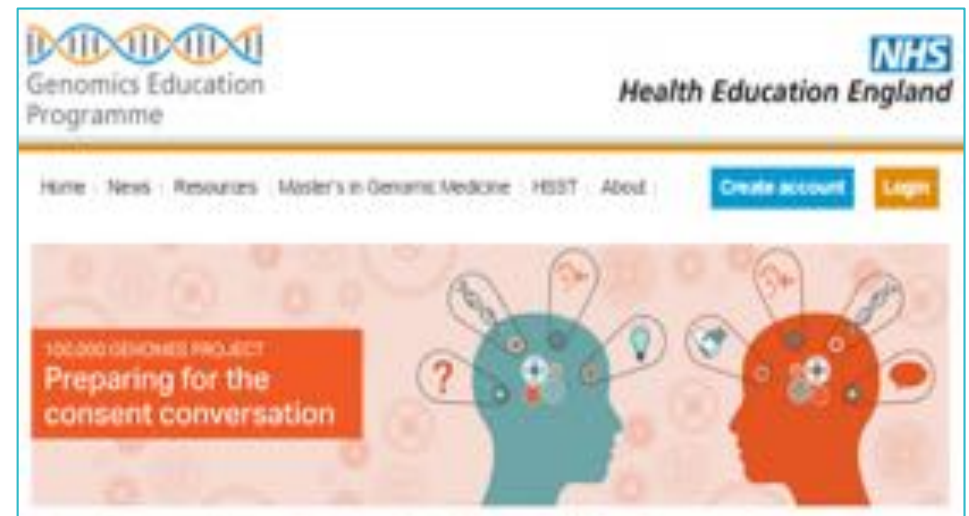 Genomics Education
Programme
NHS
Health Education England
Home News Resources Master's in Genomic Medicine HSST About
Create account
Login
100,000 GENOMES PROJECT
Preparing for the
consent conversation
?